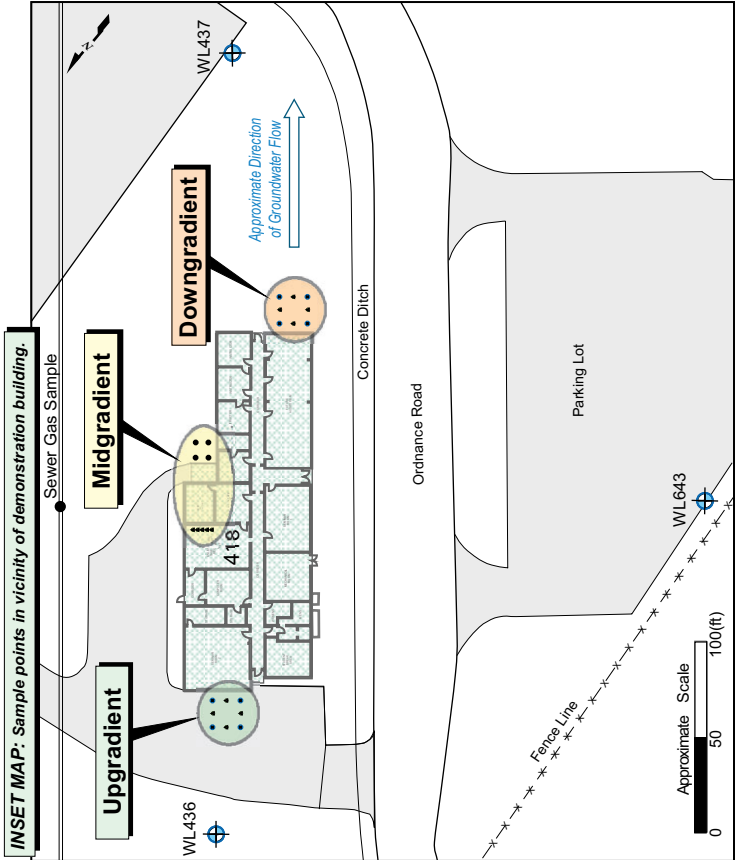 INSET MAP: Sample points in vicinity of demonstration building.
Sewer Gas Sample
N
WL437
Approximate Direction
of Groundwater Flow
Downgradient
Midgradient
Upgradient
418
WL436
Concrete Ditch
Ordnance Road
Parking Lot
WL643
Fence Line
Approximate Scale
0 50 100(ft)